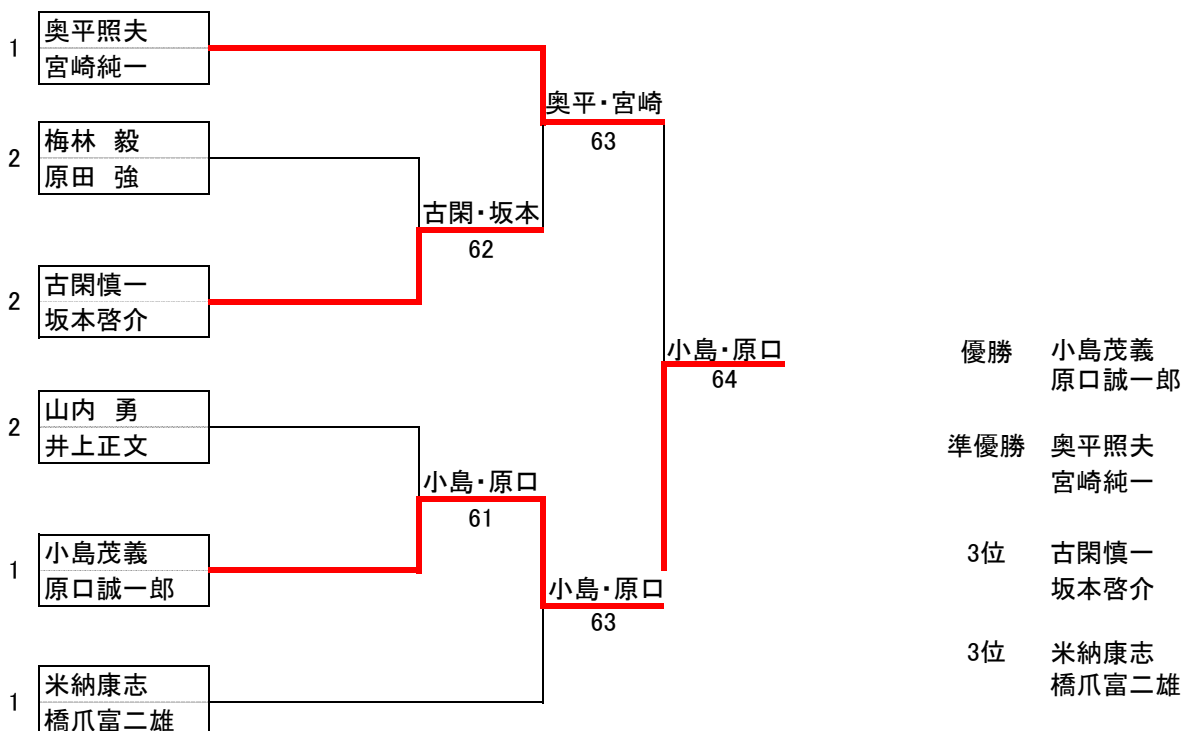 1
奥平照夫
宮崎純一
奥平・宮崎
63
2
梅林　毅
原田　強
古閑・坂本
62
2
古閑慎一
坂本啓介
小島・原口
64
優勝
小島茂義
原口誠一郎
2
山内　勇
井上正文
準優勝
奥平照夫
宮崎純一
小島・原口
61
1
小島茂義
原口誠一郎
3位
古閑慎一
坂本啓介
小島・原口
63
1
米納康志
橋爪富二雄
3位
米納康志
橋爪富二雄